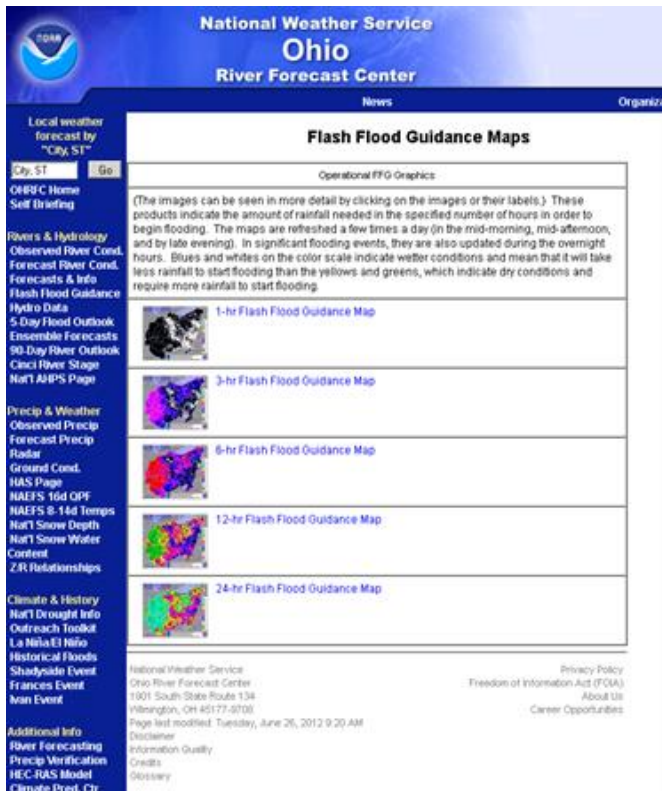 NOAA
National Weather Service
Ohio
River Forecast Center
News
Organiza
Local weather
forecast by
"City, ST"
City, ST
Go
OHRFC Home
Self Briefing
Rivers & Hydrology
Observed River Cond.
Forecast River Cond.
Forecasts & Info
Flash Flood Guidance
Hydro Data
5-Day Flood Outlook
Ensemble Forecasts
90-Day River Outlook
Cinci River Stage
Nat'l AHPS Page
Precip & Weather
Observed Precip
Forecast Precip
Radar
Ground Cond.
HAS Page
NAEFS 16d QPF
NAEFS 8-14d Temps
Nat'l Snow Depth
Nat'l Snow Water
Content
Z/R Relationships
Climate & History
Nat'l Drought Info
Outreach Toolkit
La Niña/El Niño
Historical Floods
Shadyside Event
Frances Event
Ivan Event
Additional Info
River Forecasting
Precip Verification
HEC-RAS Model
Climate Pred. Ctr
Flash Flood Guidance Maps
Operational FFG Graphics
(The images can be seen in more detail by clicking on the images or their labels.) These
products indicate the amount of rainfall needed in the specified number of hours in order to
begin flooding. The maps are refreshed a few times a day (in the mid-morning, mid-afternoon,
and by late evening). In significant flooding events, they are also updated during the overnight
hours. Blues and whites on the color scale indicate wetter conditions and mean that it will take
less rainfall to start flooding than the yellows and greens, which indicate dry conditions and
require more rainfall to start flooding.
1-hr Flash Flood Guidance Map
3-hr Flash Flood Guidance Map
6-hr Flash Flood Guidance Map
12-hr Flash Flood Guidance Map
24-hr Flash Flood Guidance Map
National Weather Service
Ohio River Forecast Center
1901 South State Route 134
Wilmington, OH 45177-9708
Page last modified: Tuesday, June 26, 2012 9:20 AM
Disclaimer
Information Quality
Credits
Glossary
Privacy Policy
Freedom of Information Act (FOIA)
About Us
Career Opportunities